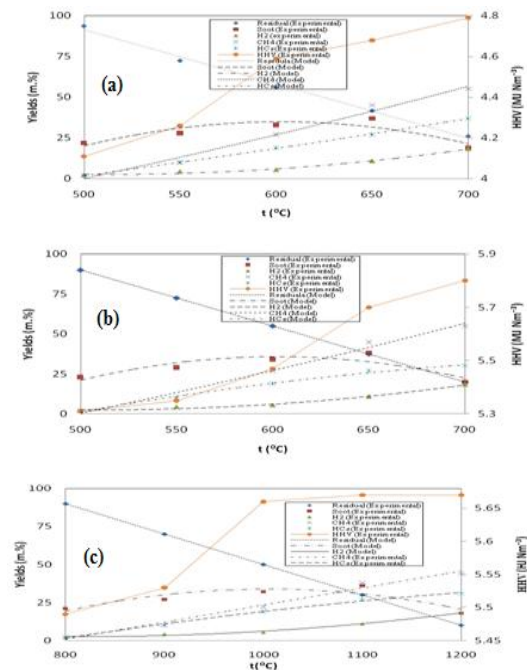 (a)
Yields (m.%)
100
75
50
25
0
500
550
600
650
700
t (°C)
4.8
4.6
4.4
4.2
4
HHV (MJ Nm⁻³)
Residual (Experimental)
Soot (Experimental)
H2 (experimental)
CH4 (Experimental)
HCs (Experimental)
HHV (Experimental)
Residuals (Model)
Soot (Model)
H2 (Model)
CH4 (Model)
HCs (Model)
(b)
Yields (m.%)
100
75
50
25
0
500
550
600
650
700
t (°C)
5.9
5.7
5.5
5.3
HHV (MJ Nm⁻³)
Residual (Experimental)
Soot (Experimental)
H2 (Experimental)
CH4 (Experimental)
HCs (Experimental)
HHV (Experimental)
Residuals (Model)
Soot (Model)
H2 (Model)
CH4 (Model)
HCs (Model)
(c)
Yields (m.%)
100
75
50
25
0
800
900
1000
1100
1200
t(°C)
5.65
5.6
5.55
5.5
5.45
Residual (Experimental)
Soot (Experimental)
H2 (Experimental)
CH4 (Experimental)
HCs (Experimental)
HHV (Experimental)
Residual (Model)
Soot (Model)
H2 (Model)
CH4 (Experimental)
HCs (Experimental)